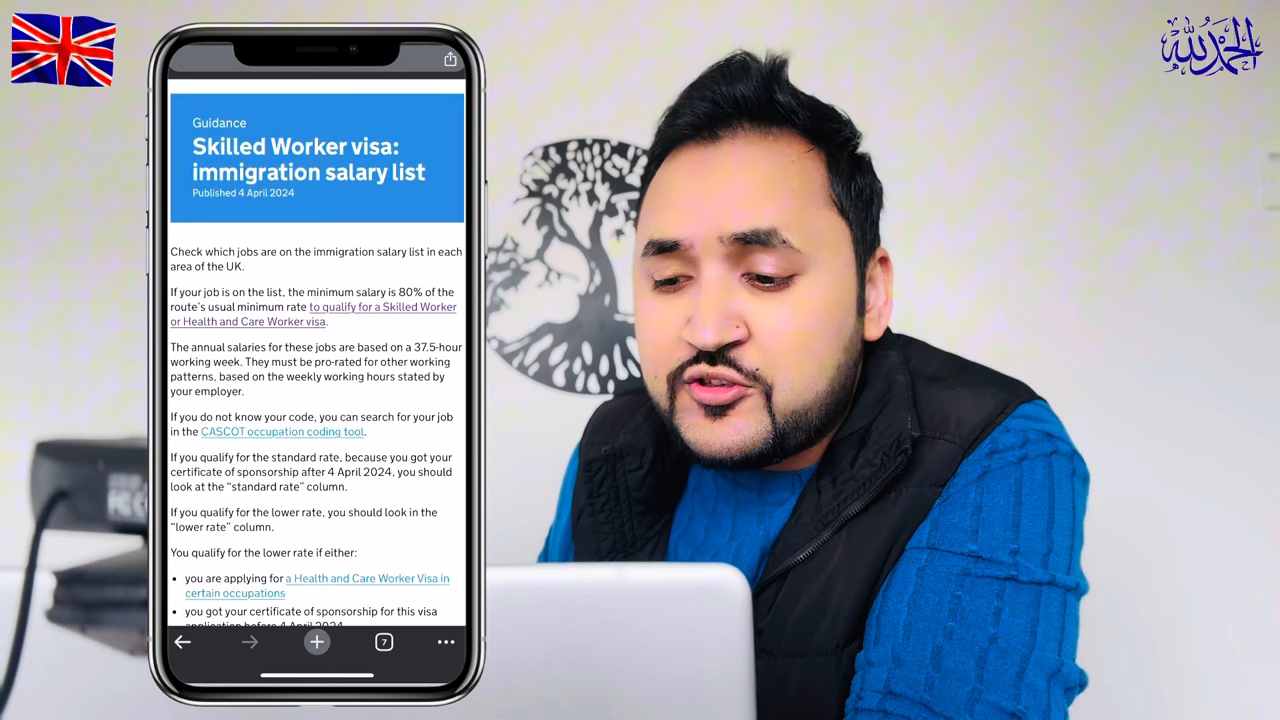 الحمدلله
Guidance
Skilled Worker visa:
immigration salary list
Published 4 April 2024
Check which jobs are on the immigration salary list in each
area of the UK.
If your job is on the list, the minimum salary is 80% of the
route's usual minimum rate to qualify for a Skilled Worker
or Health and Care Worker visa.
The annual salaries for these jobs are based on a 37.5-hour
working week. They must be pro-rated for other working
patterns, based on the weekly working hours stated by
your employer.
If you do not know your code, you can search for your job
in the CASCOT occupation coding tool.
If you qualify for the standard rate, because you got your
certificate of sponsorship after 4 April 2024, you should
look at the “standard rate” column.
If you qualify for the lower rate, you should look in the
“lower rate” column.
You qualify for the lower rate if either:
• you are applying for a Health and Care Worker Visa in
certain occupations
• you got your certificate of sponsorship for this visa
application before 4 April 2024
7